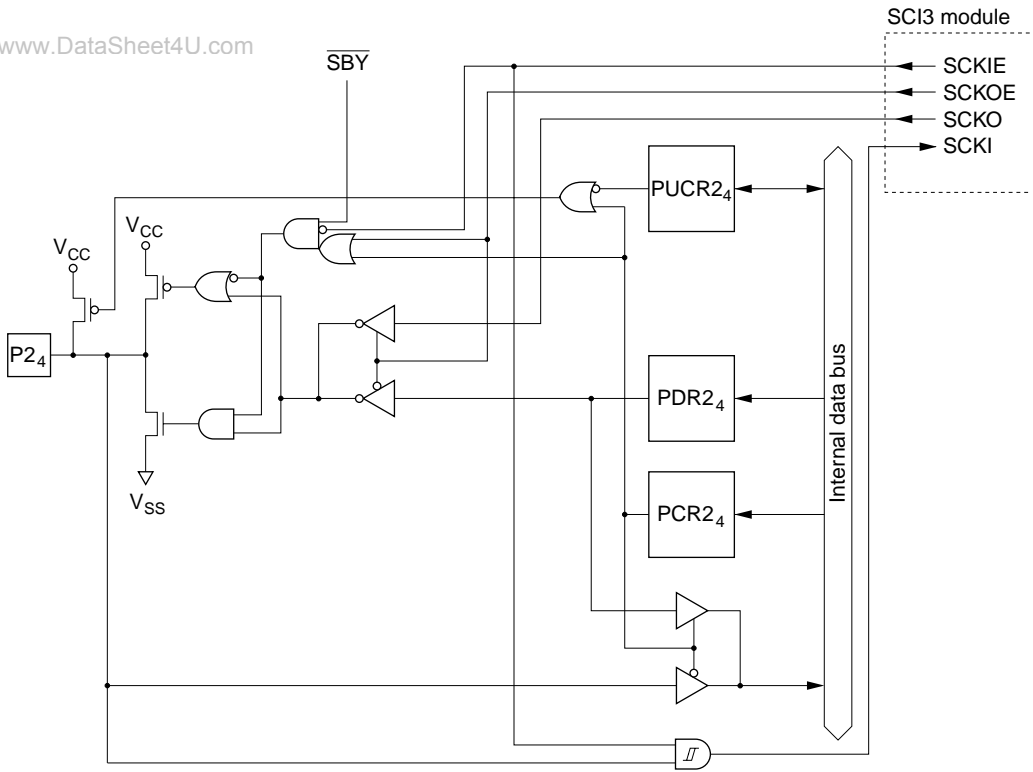 SCI3 module
www.DataSheet4U.com
SBY
SCKIE
SCKOE
SCKO
SCKI
PUCR2₄
VCC
VCC
P2₄
PDR2₄
Internal data bus
PCR2₄
VSS